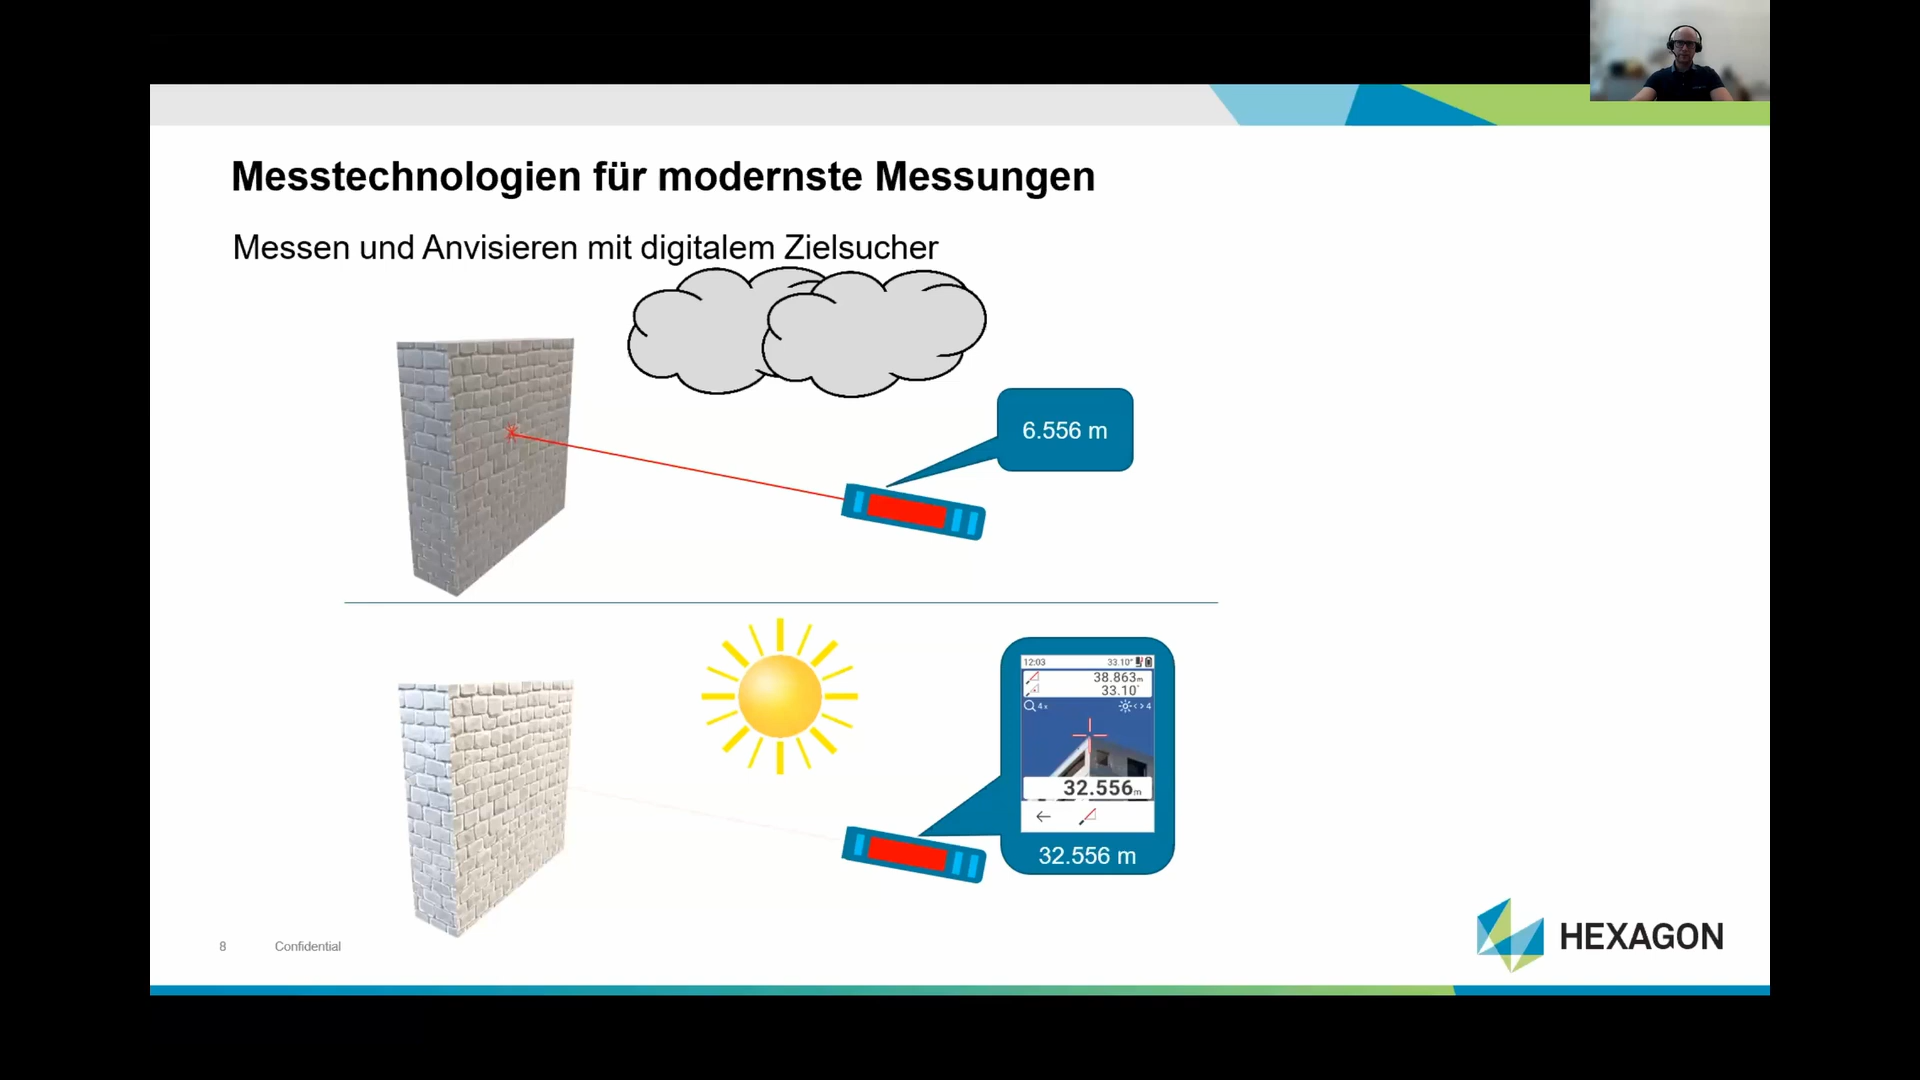 Messtechnologien für modernste Messungen
Messen und Anvisieren mit digitalem Zielsucher
6.556 m
12:03 33.10°
38.863m
33.10°
4x <>4
32.556m
32.556 m
8 Confidential
HEXAGON